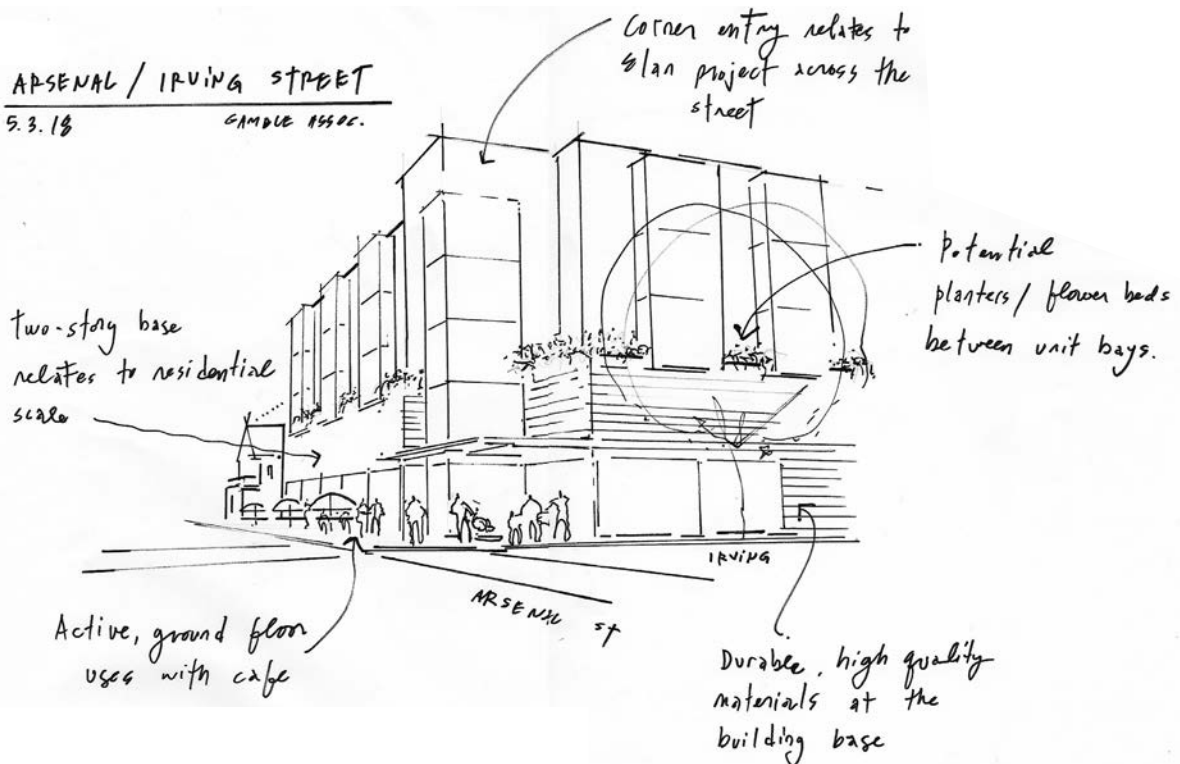 ARSENAL / IRVING STREET
5.3.18 GAMBLE ASSOC.
Corner entry relates to
Elan project across the
street
Potential
planters / flower beds
between unit bays.
Two-story base
relates to residential
scale
IRVING
ARSENAL ST
Active, ground floor
uses with cafe
Durable, high quality
materials at the
building base